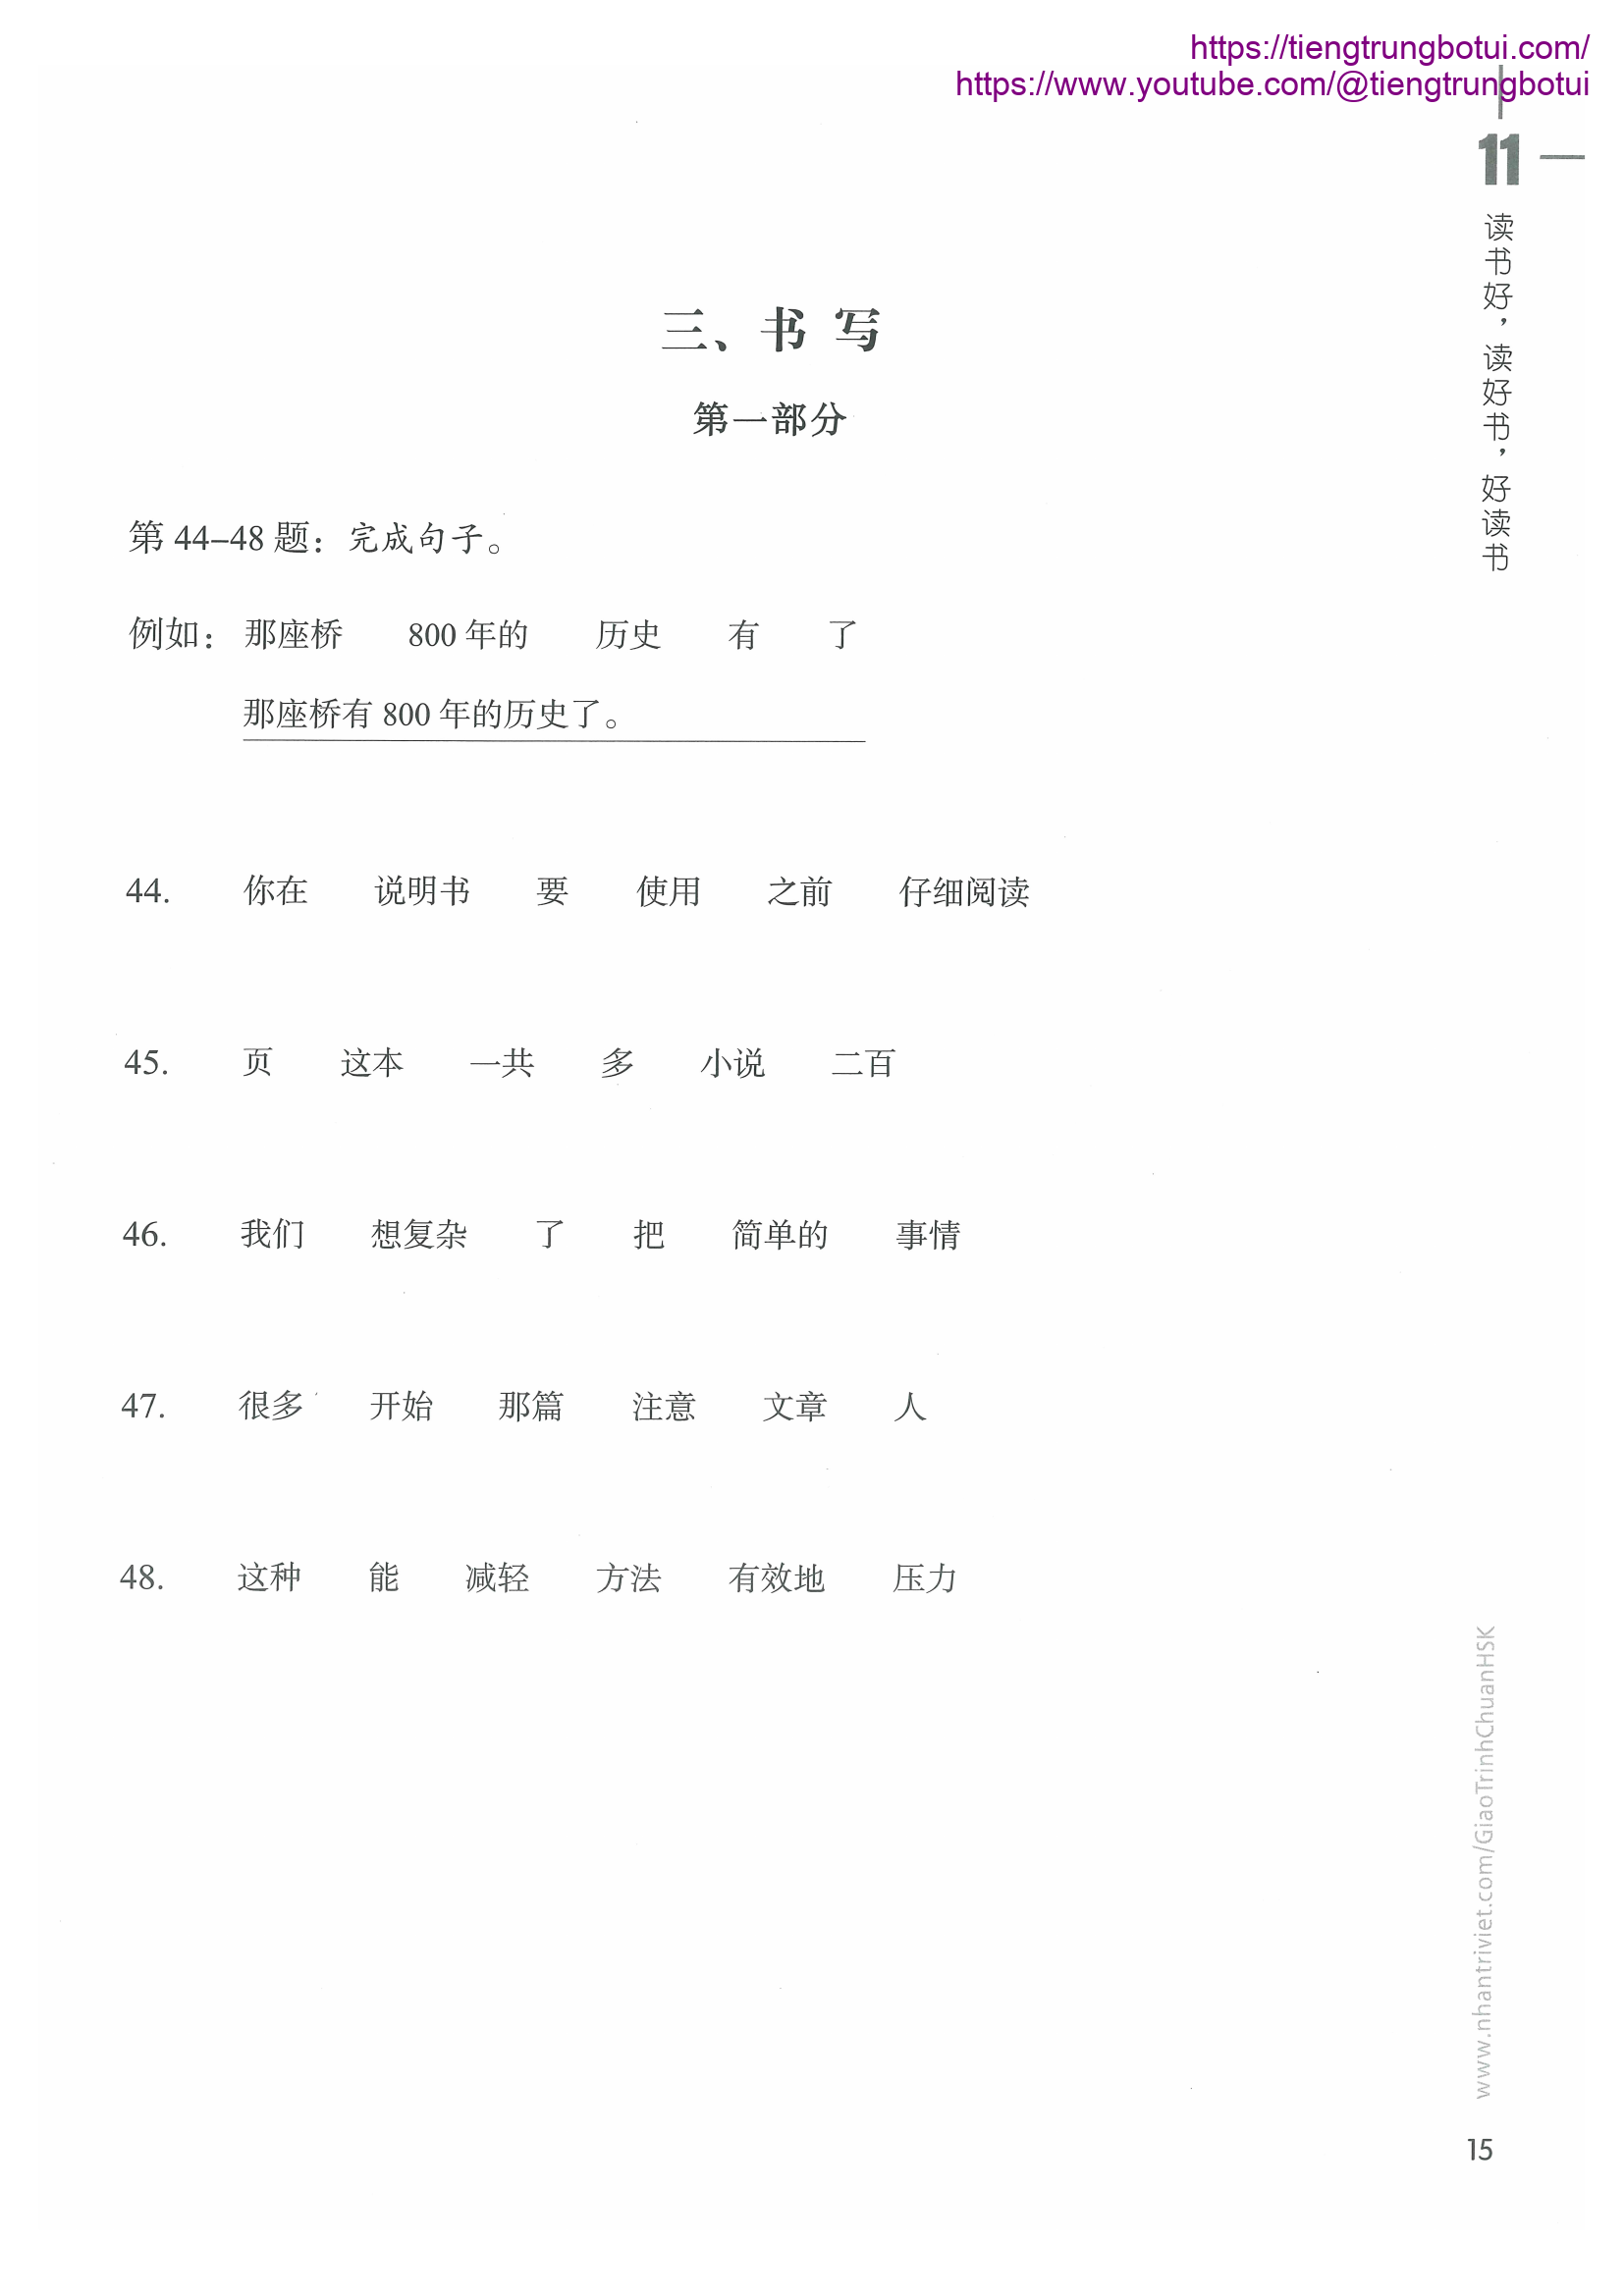 https://tiengtrungbotui.com/
https://www.youtube.com/@tiengtrungbotui
11
读书好，读好书，好读书
三、书 写
第一部分
第 44–48 题：完成句子。
例如：那座桥 800 年的 历史 有 了
那座桥有 800 年的历史了。
44. 你在 说明书 要 使用 之前 仔细阅读
45. 页 这本 一共 多 小说 二百
46. 我们 想复杂 了 把 简单的 事情
47. 很多 开始 那篇 注意 文章 人
48. 这种 能 减轻 方法 有效地 压力
www.nhantriviet.com/GiaoTrinhChuanHSK
15